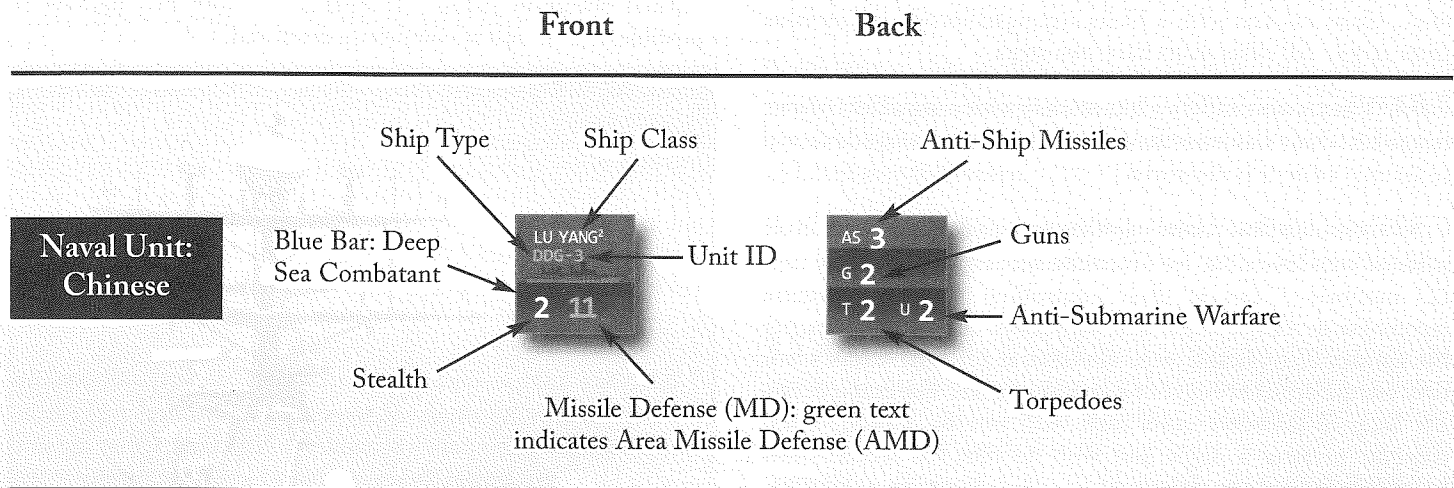 Front
Back
Ship Type
Ship Class
Anti-Ship Missiles
Naval Unit:
Chinese
Blue Bar: Deep
Sea Combatant
LU YANG²
DDG-3
2 11
Unit ID
AS 3
G 2
T 2 U 2
Guns
Anti-Submarine Warfare
Stealth
Missile Defense (MD): green text
indicates Area Missile Defense (AMD)
Torpedoes